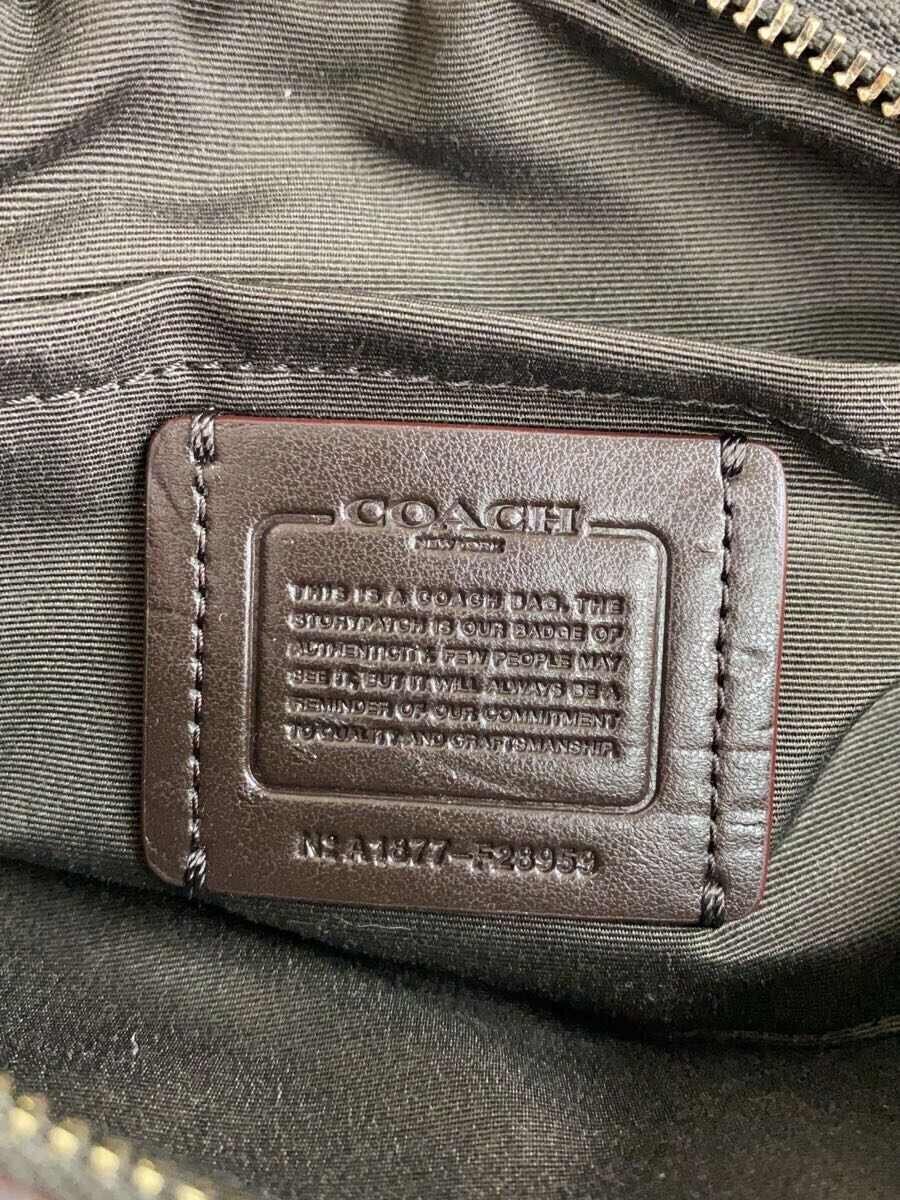 COACH
NEW YORK
THIS IS A COACH BAG. THE
STORYPATCH IS OUR BADGE OF
AUTHENTICITY. FEW PEOPLE MAY
SEE IT, BUT IT WILL ALWAYS BE A
REMINDER OF OUR COMMITMENT
TO QUALITY AND CRAFTSMANSHIP.
Nº A1877-F28953